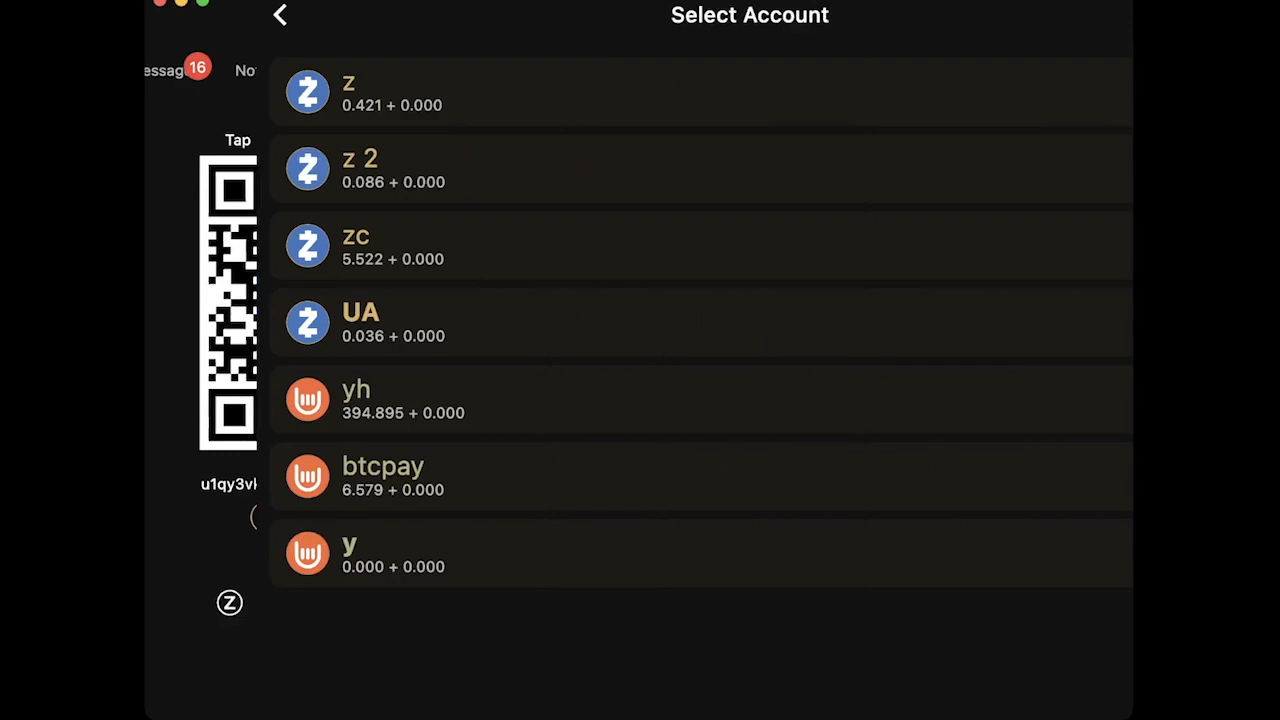 Select Account
essag
16
No
z
0.421 + 0.000
Tap
z 2
0.086 + 0.000
zc
5.522 + 0.000
UA
0.036 + 0.000
yh
394.895 + 0.000
btcpay
6.579 + 0.000
u1qy3v
y
0.000 + 0.000